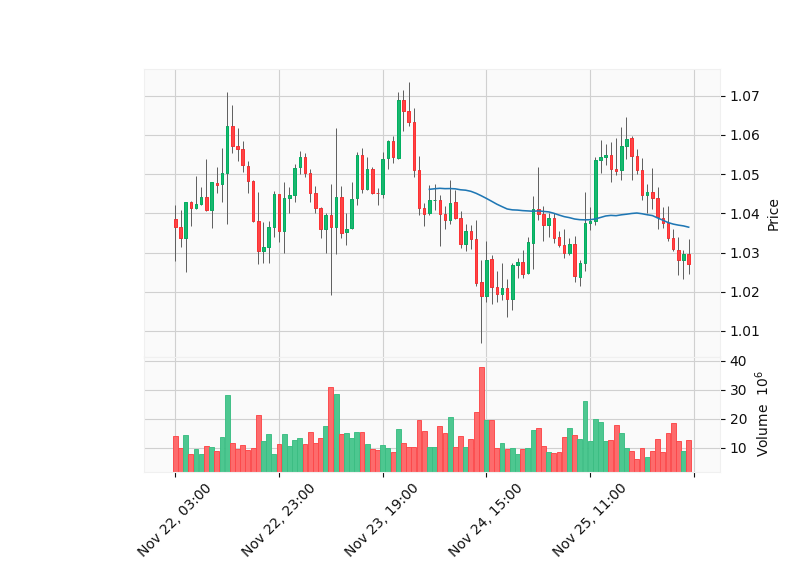 1.07
1.06
1.05
1.04
1.03
1.02
1.01
Price
40
30
20
10
Volume 10^6
Nov 22, 03:00
Nov 22, 23:00
Nov 23, 19:00
Nov 24, 15:00
Nov 25, 11:00